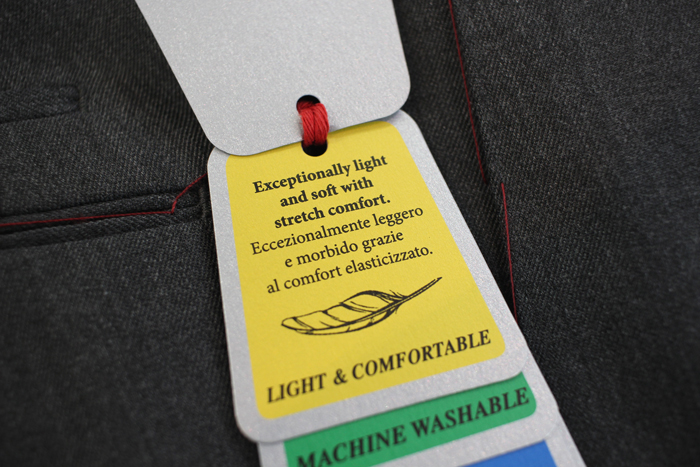 Exceptionally light
and soft with
stretch comfort.
Eccezionalmente leggero
e morbido grazie
al comfort elasticizzato.
LIGHT & COMFORTABLE
MACHINE WASHABLE